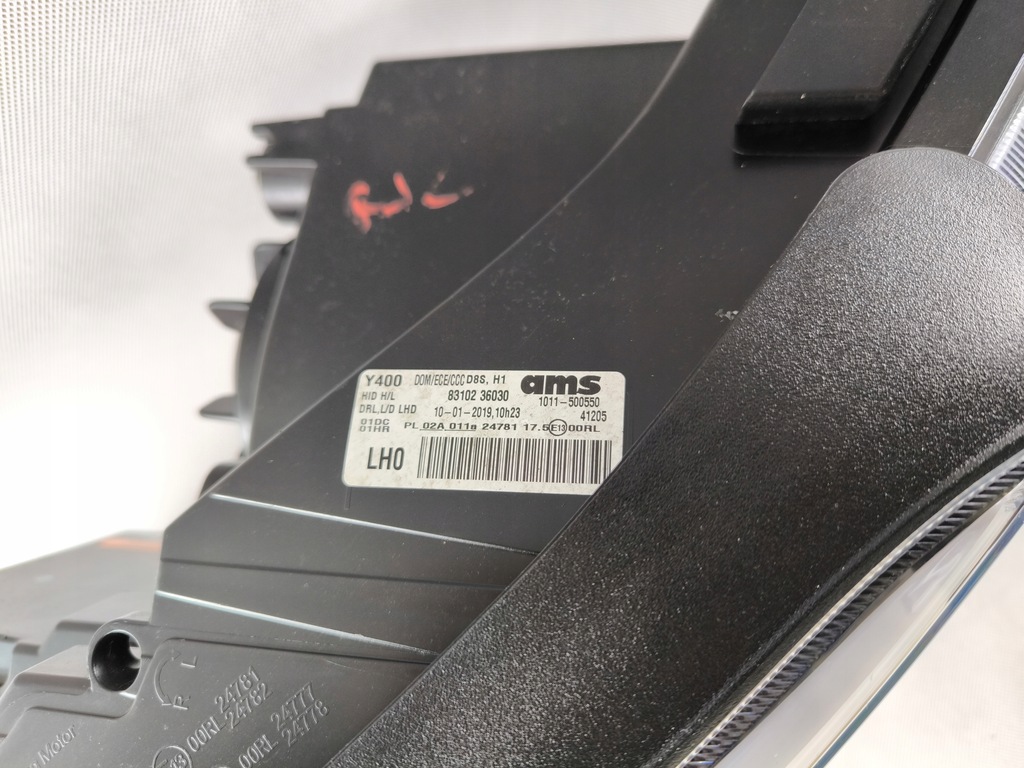 Y400 DOM/ECE/CCC D8S, H1 ams
HID H/L 83102 36030 1011-500550
DRL,L/D LHD 10-01-2019,10h23 41205
01DC
01HR PL 02A 011a 24781 17.5 E13 00RL
LH0
L
R
00RL 24781
24782
00RL 24777
24778
Motor